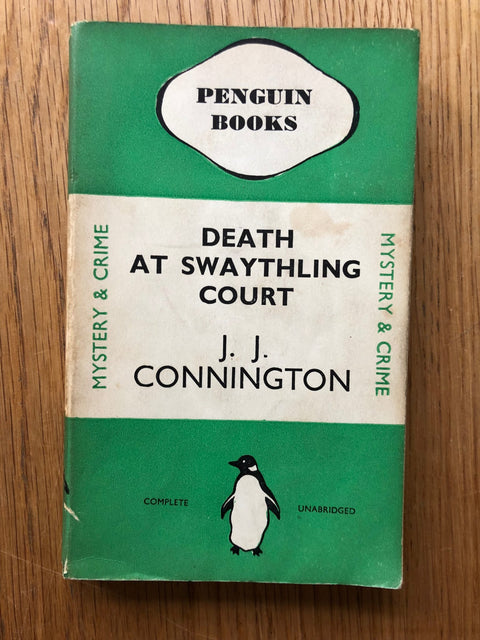 PENGUIN
BOOKS
DEATH
AT SWAYTHLING
COURT
J. J.
CONNINGTON
MYSTERY & CRIME
MYSTERY & CRIME
COMPLETE
UNABRIDGED